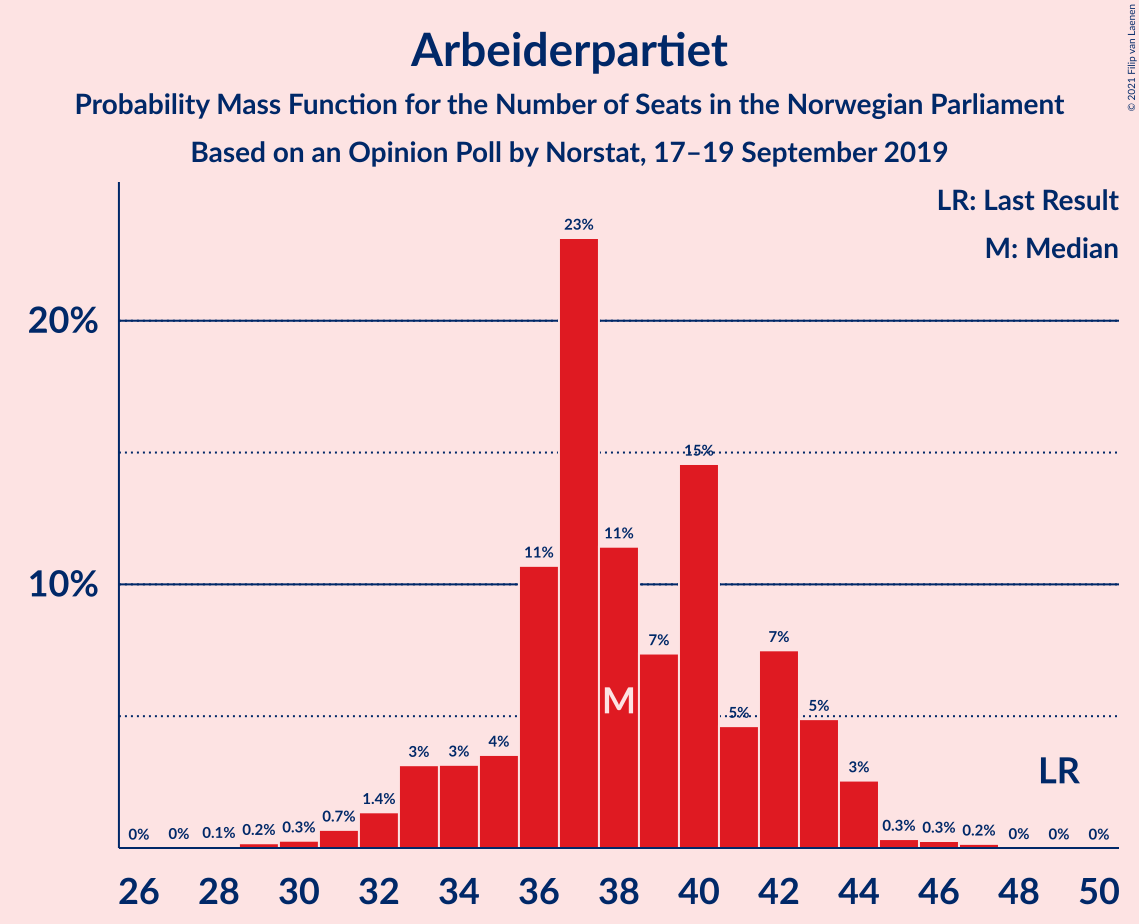 © 2021 Filip van Laenen
Arbeiderpartiet
Probability Mass Function for the Number of Seats in the Norwegian Parliament
Based on an Opinion Poll by Norstat, 17–19 September 2019
LR: Last Result
M: Median
20%
10%
0% 0% 0.1% 0.2% 0.3% 0.7% 1.4% 3% 3% 4% 11% 23% 11% 7% 15% 5% 7% 5% 3% 0.3% 0.3% 0.2% 0% 0% 0%
M
LR
26 28 30 32 34 36 38 40 42 44 46 48 50